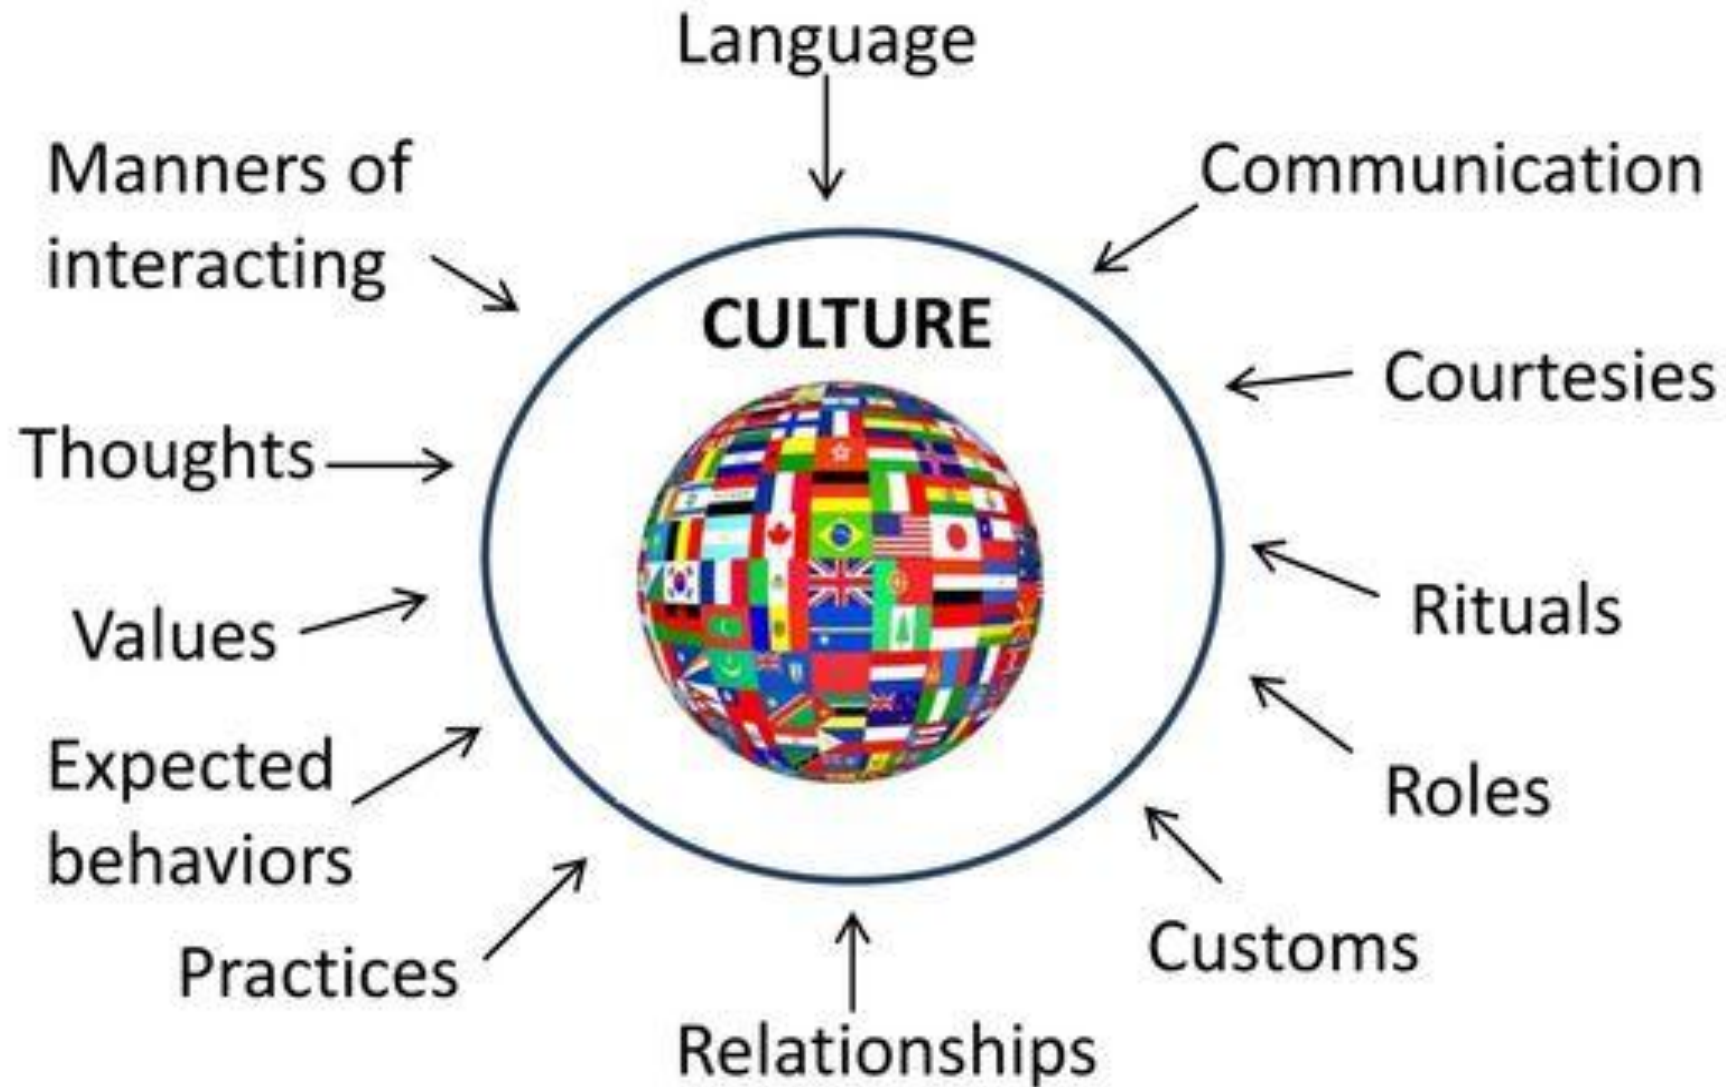 Language
Manners of
interacting
Communication
CULTURE
Courtesies
Thoughts
Values
Rituals
Expected
behaviors
Roles
Practices
Customs
Relationships